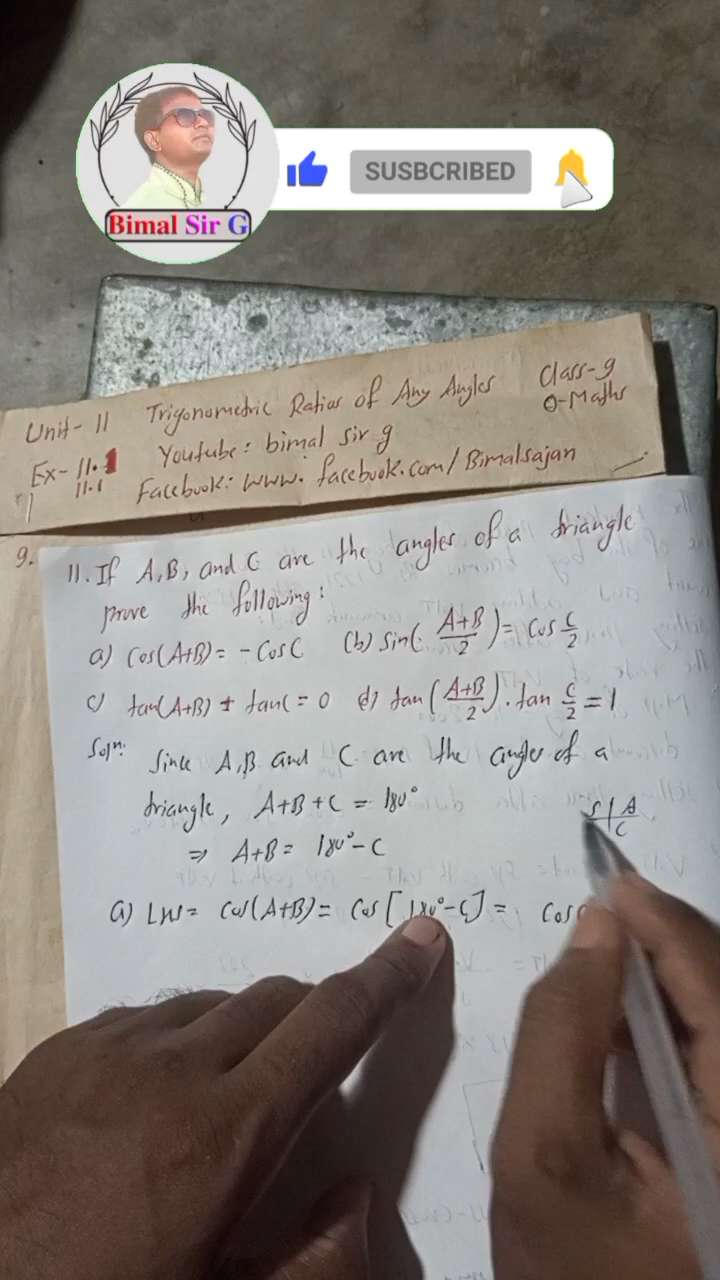 Bimal Sir G
SUSBCRIBED
Unit- 11 Trigonometric Ratios of Any Angles Class-9
O-Maths
Ex- 11.1 Youtube: bimal sir g
11.1
Facebook: www.facebook.com/Bimalsajan
9.
11. If A,B, and C are the angles of a triangle
prove the following:
a) Cos(A+B) = - Cos C (b) Sin( A+B/2 ) = Cos C/2
c) tan(A+B) + tan C = 0 d) tan (A+B/2) . tan C/2 = 1
Soln: Since A,B and C are the angles of a
triangle, A+B+C = 180°
S A
C
⇒ A+B = 180°-C
a) LHS = Cos(A+B) = Cos [180°-C] = Cos